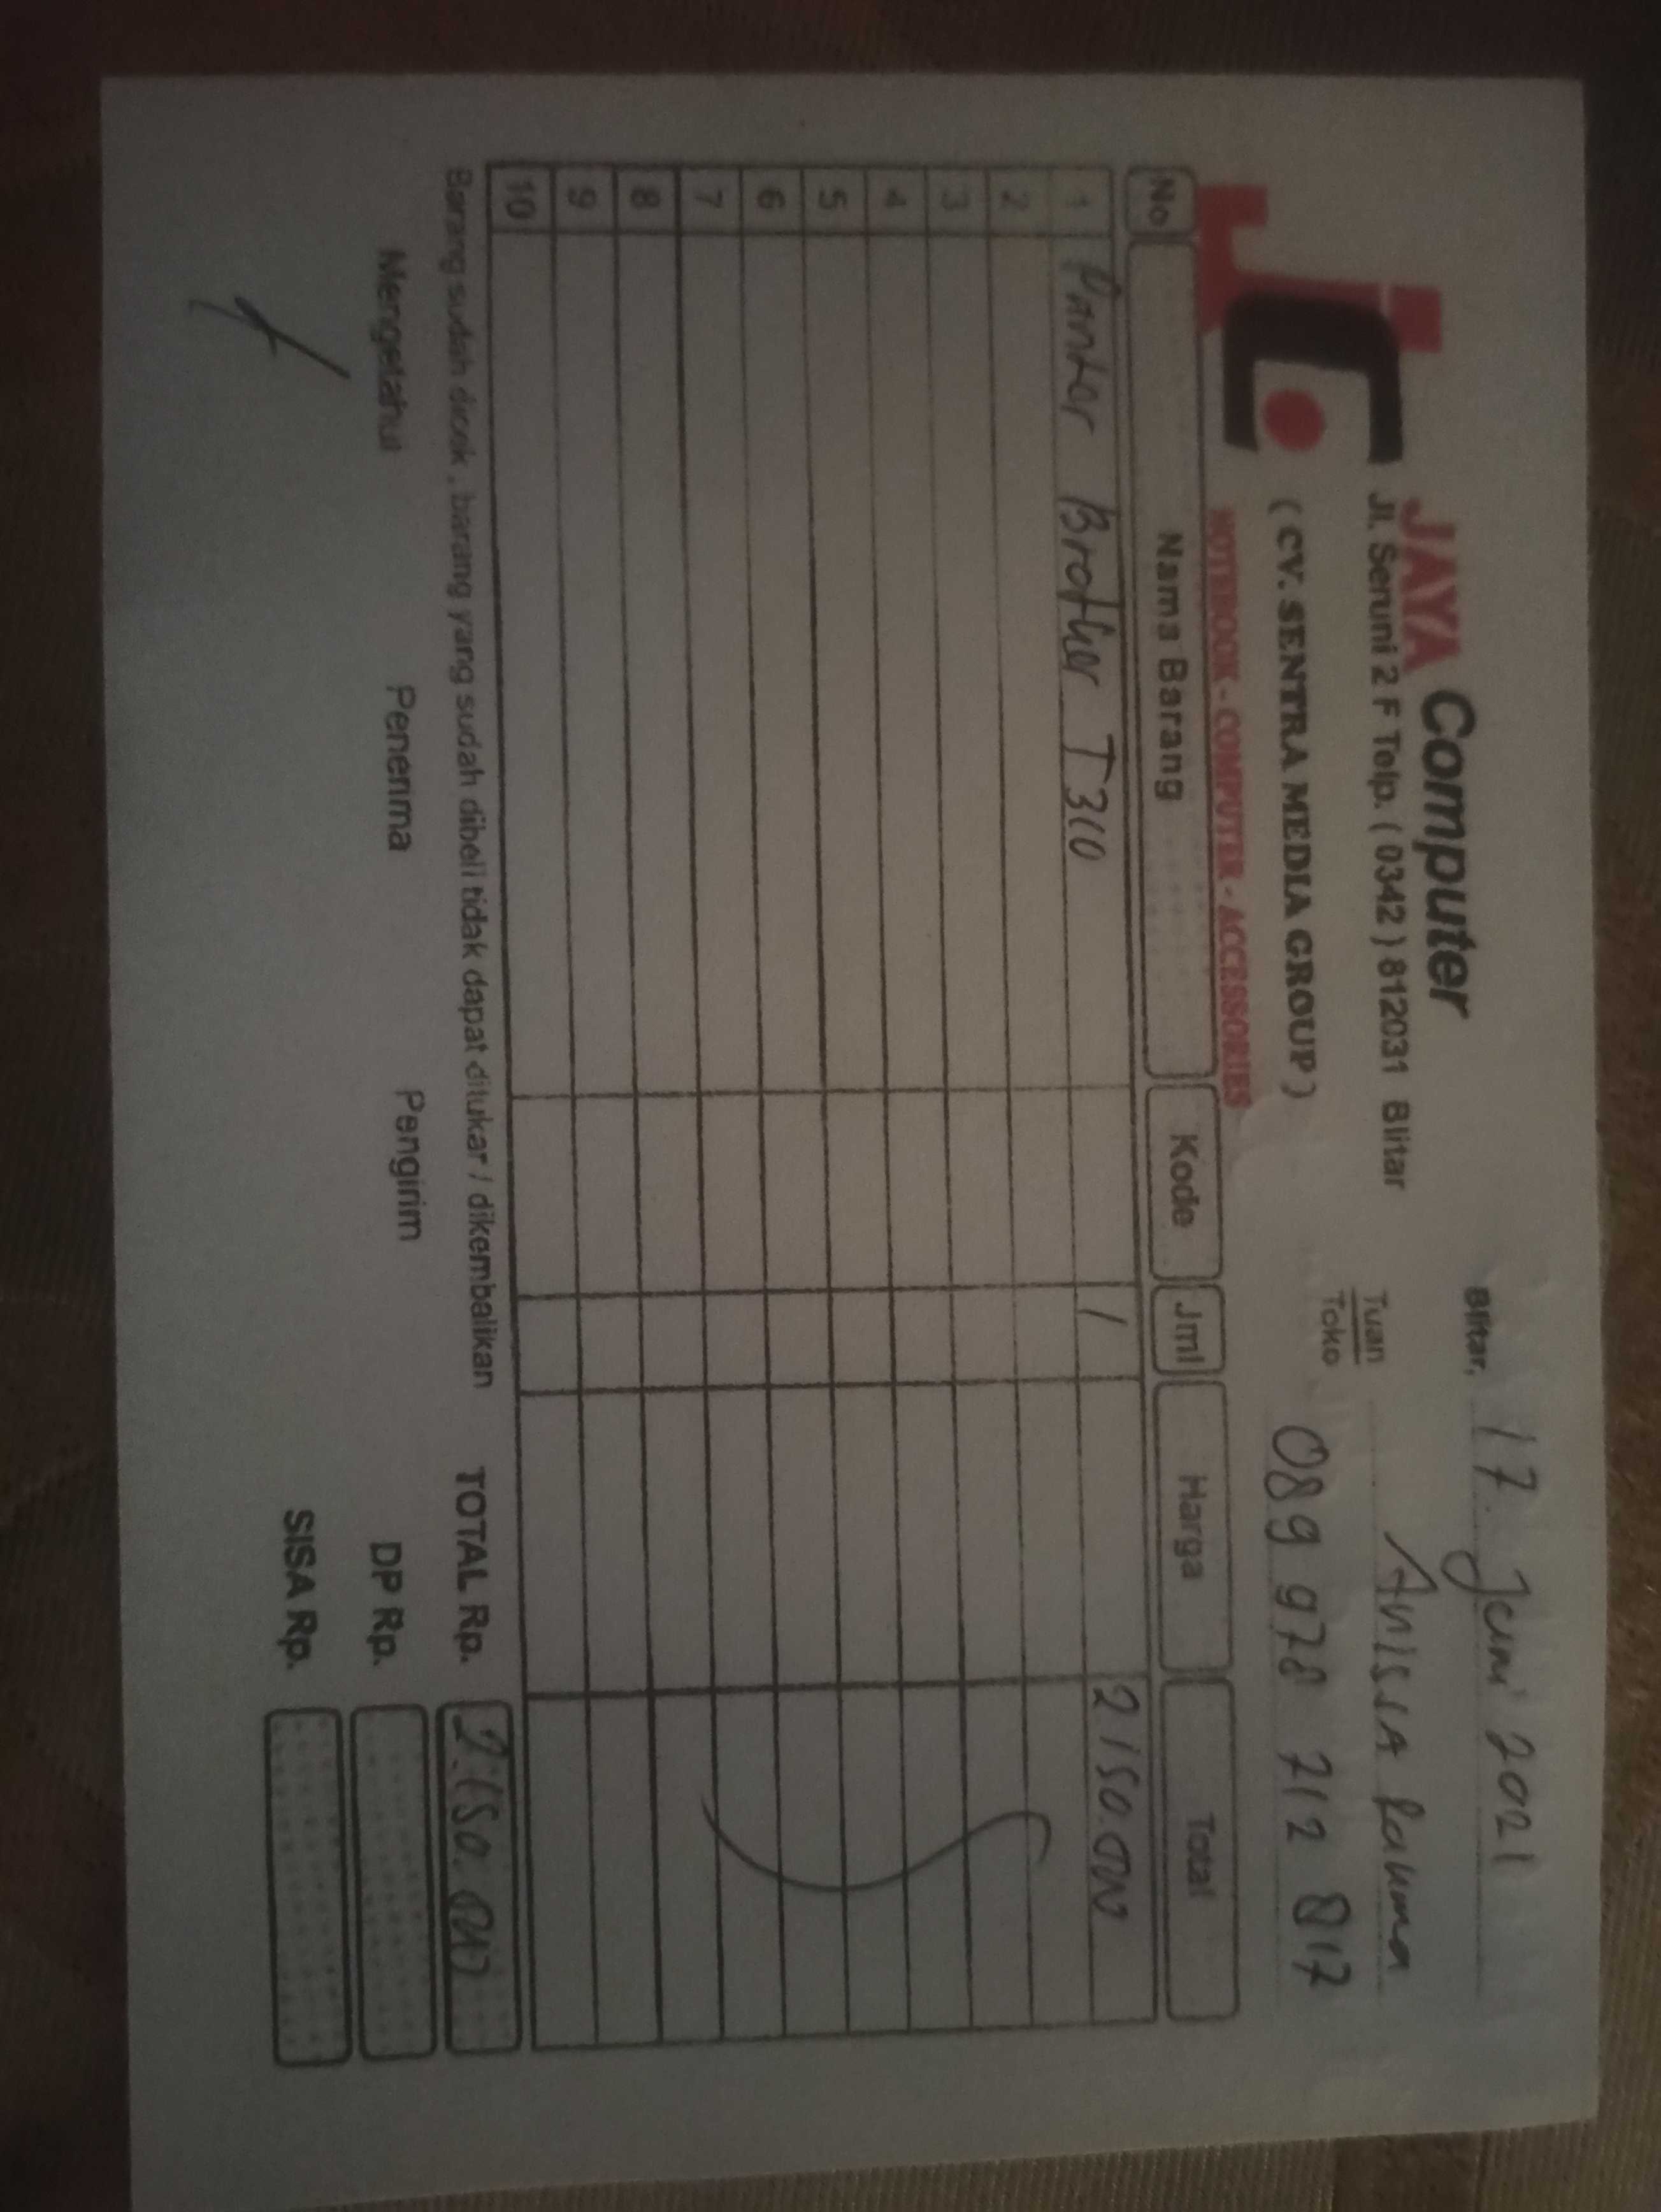 JAYA Computer
Jl. Seruni 2 F Telp. ( 0342 ) 812031 Blitar
( CV. SENTRA MEDIA GROUP )
NOTEBOOK - COMPUTER - ACCESSORIES
Blitar, 17 Juni 2021
Tuan
Toko
Anissa
089 978 712 817
No Nama Barang Kode Jml Harga Total
1 Printer Brother T310 1 2150.000
2
3
4
5
6
7
8
9
10
Barang sudah dicek, barang yang sudah dibeli tidak dapat ditukar / dikembalikan
TOTAL Rp. 2.150.000
Mengetahui Penerima Pengirim
DP Rp.
SISA Rp.